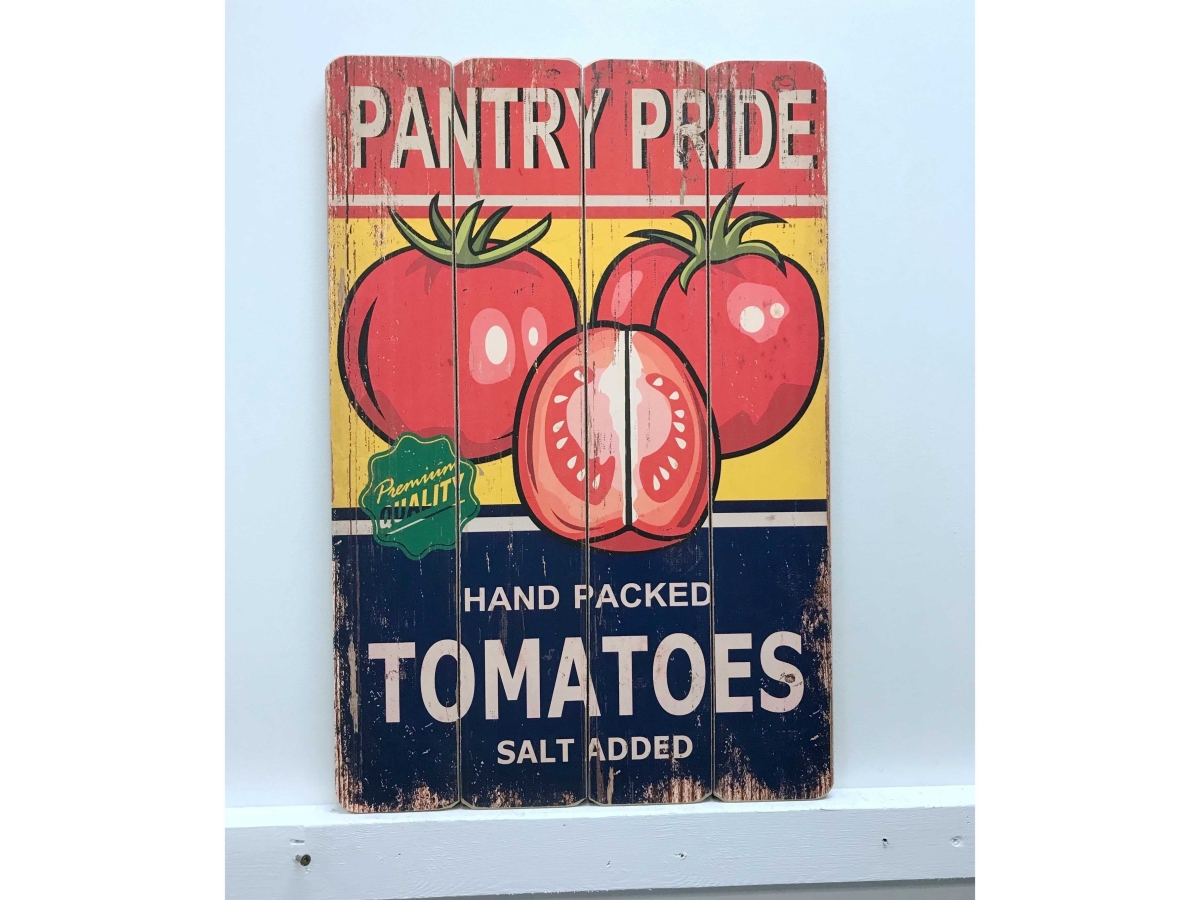 PANTRY PRIDE
Premium
QUALITY
HAND PACKED
TOMATOES
SALT ADDED